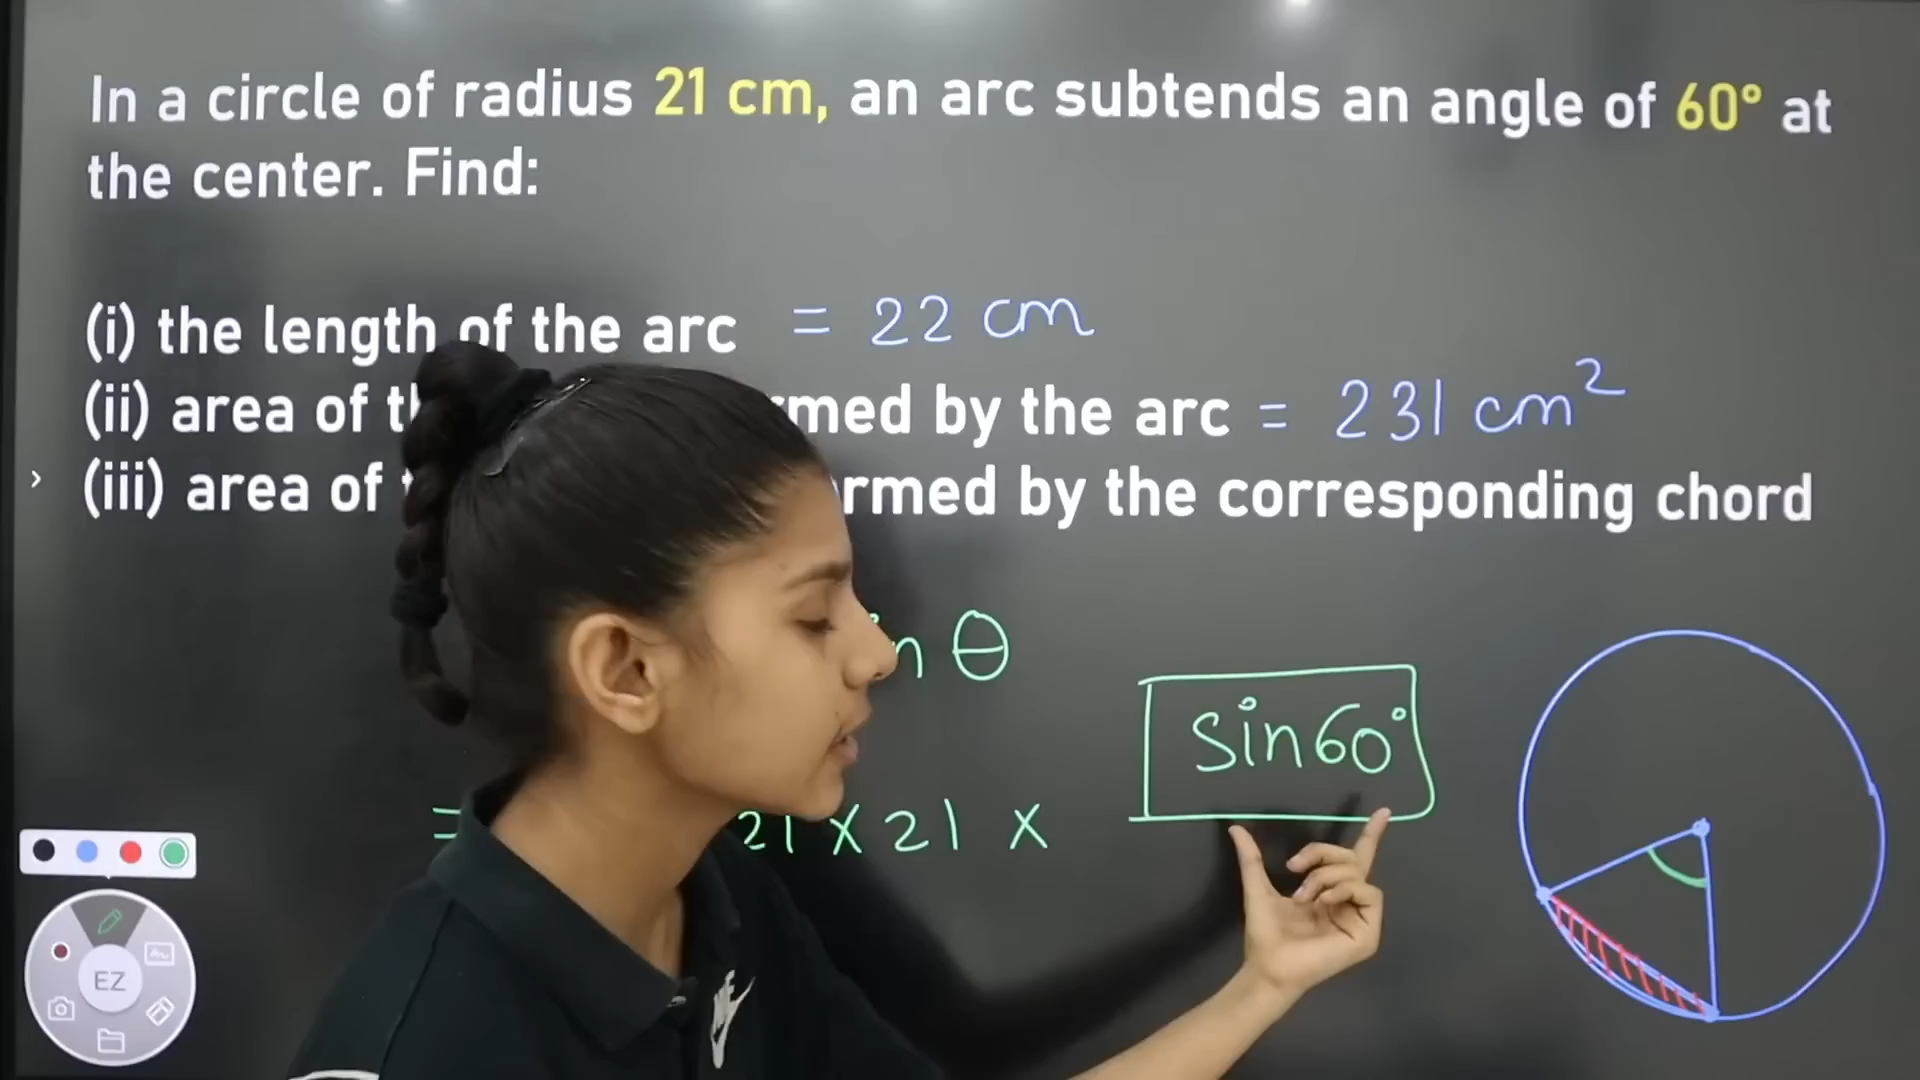 In a circle of radius 21 cm, an arc subtends an angle of 60° at
the center. Find:
(i) the length of the arc = 22 cm
(ii) area of rmed by the arc = 231 cm²
(iii) area of rmed by the corresponding chord
n θ
sin60°
= 21 x 21 x
EZ